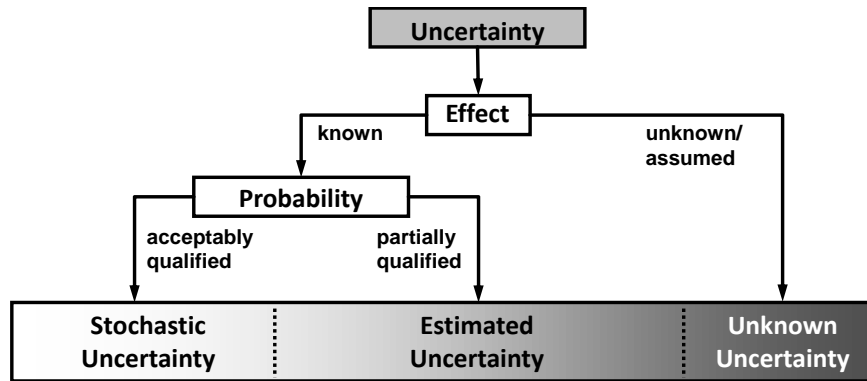 Uncertainty
Effect
known
unknown/
assumed
Probability
acceptably
qualified
partially
qualified
Stochastic
Uncertainty
Estimated
Uncertainty
Unknown
Uncertainty